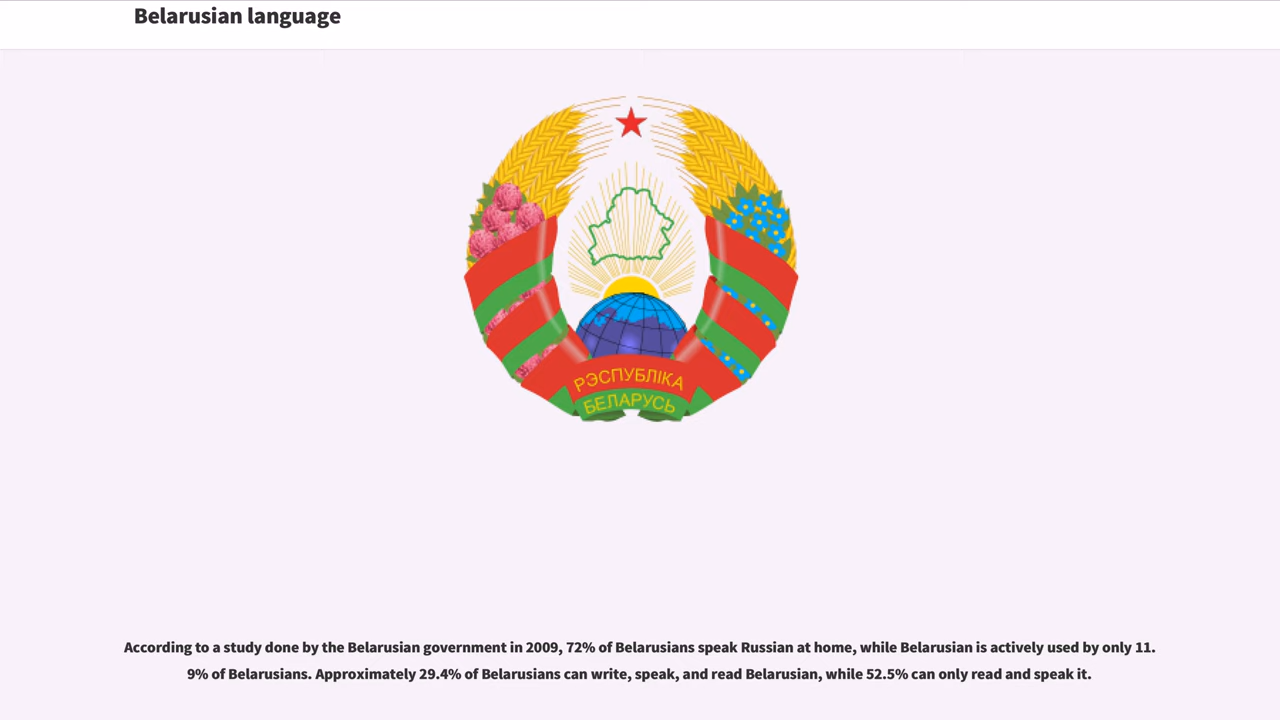 Belarusian language
РЭСПУБЛІКА
БЕЛАРУСЬ
According to a study done by the Belarusian government in 2009, 72% of Belarusians speak Russian at home, while Belarusian is actively used by only 11.
9% of Belarusians. Approximately 29.4% of Belarusians can write, speak, and read Belarusian, while 52.5% can only read and speak it.